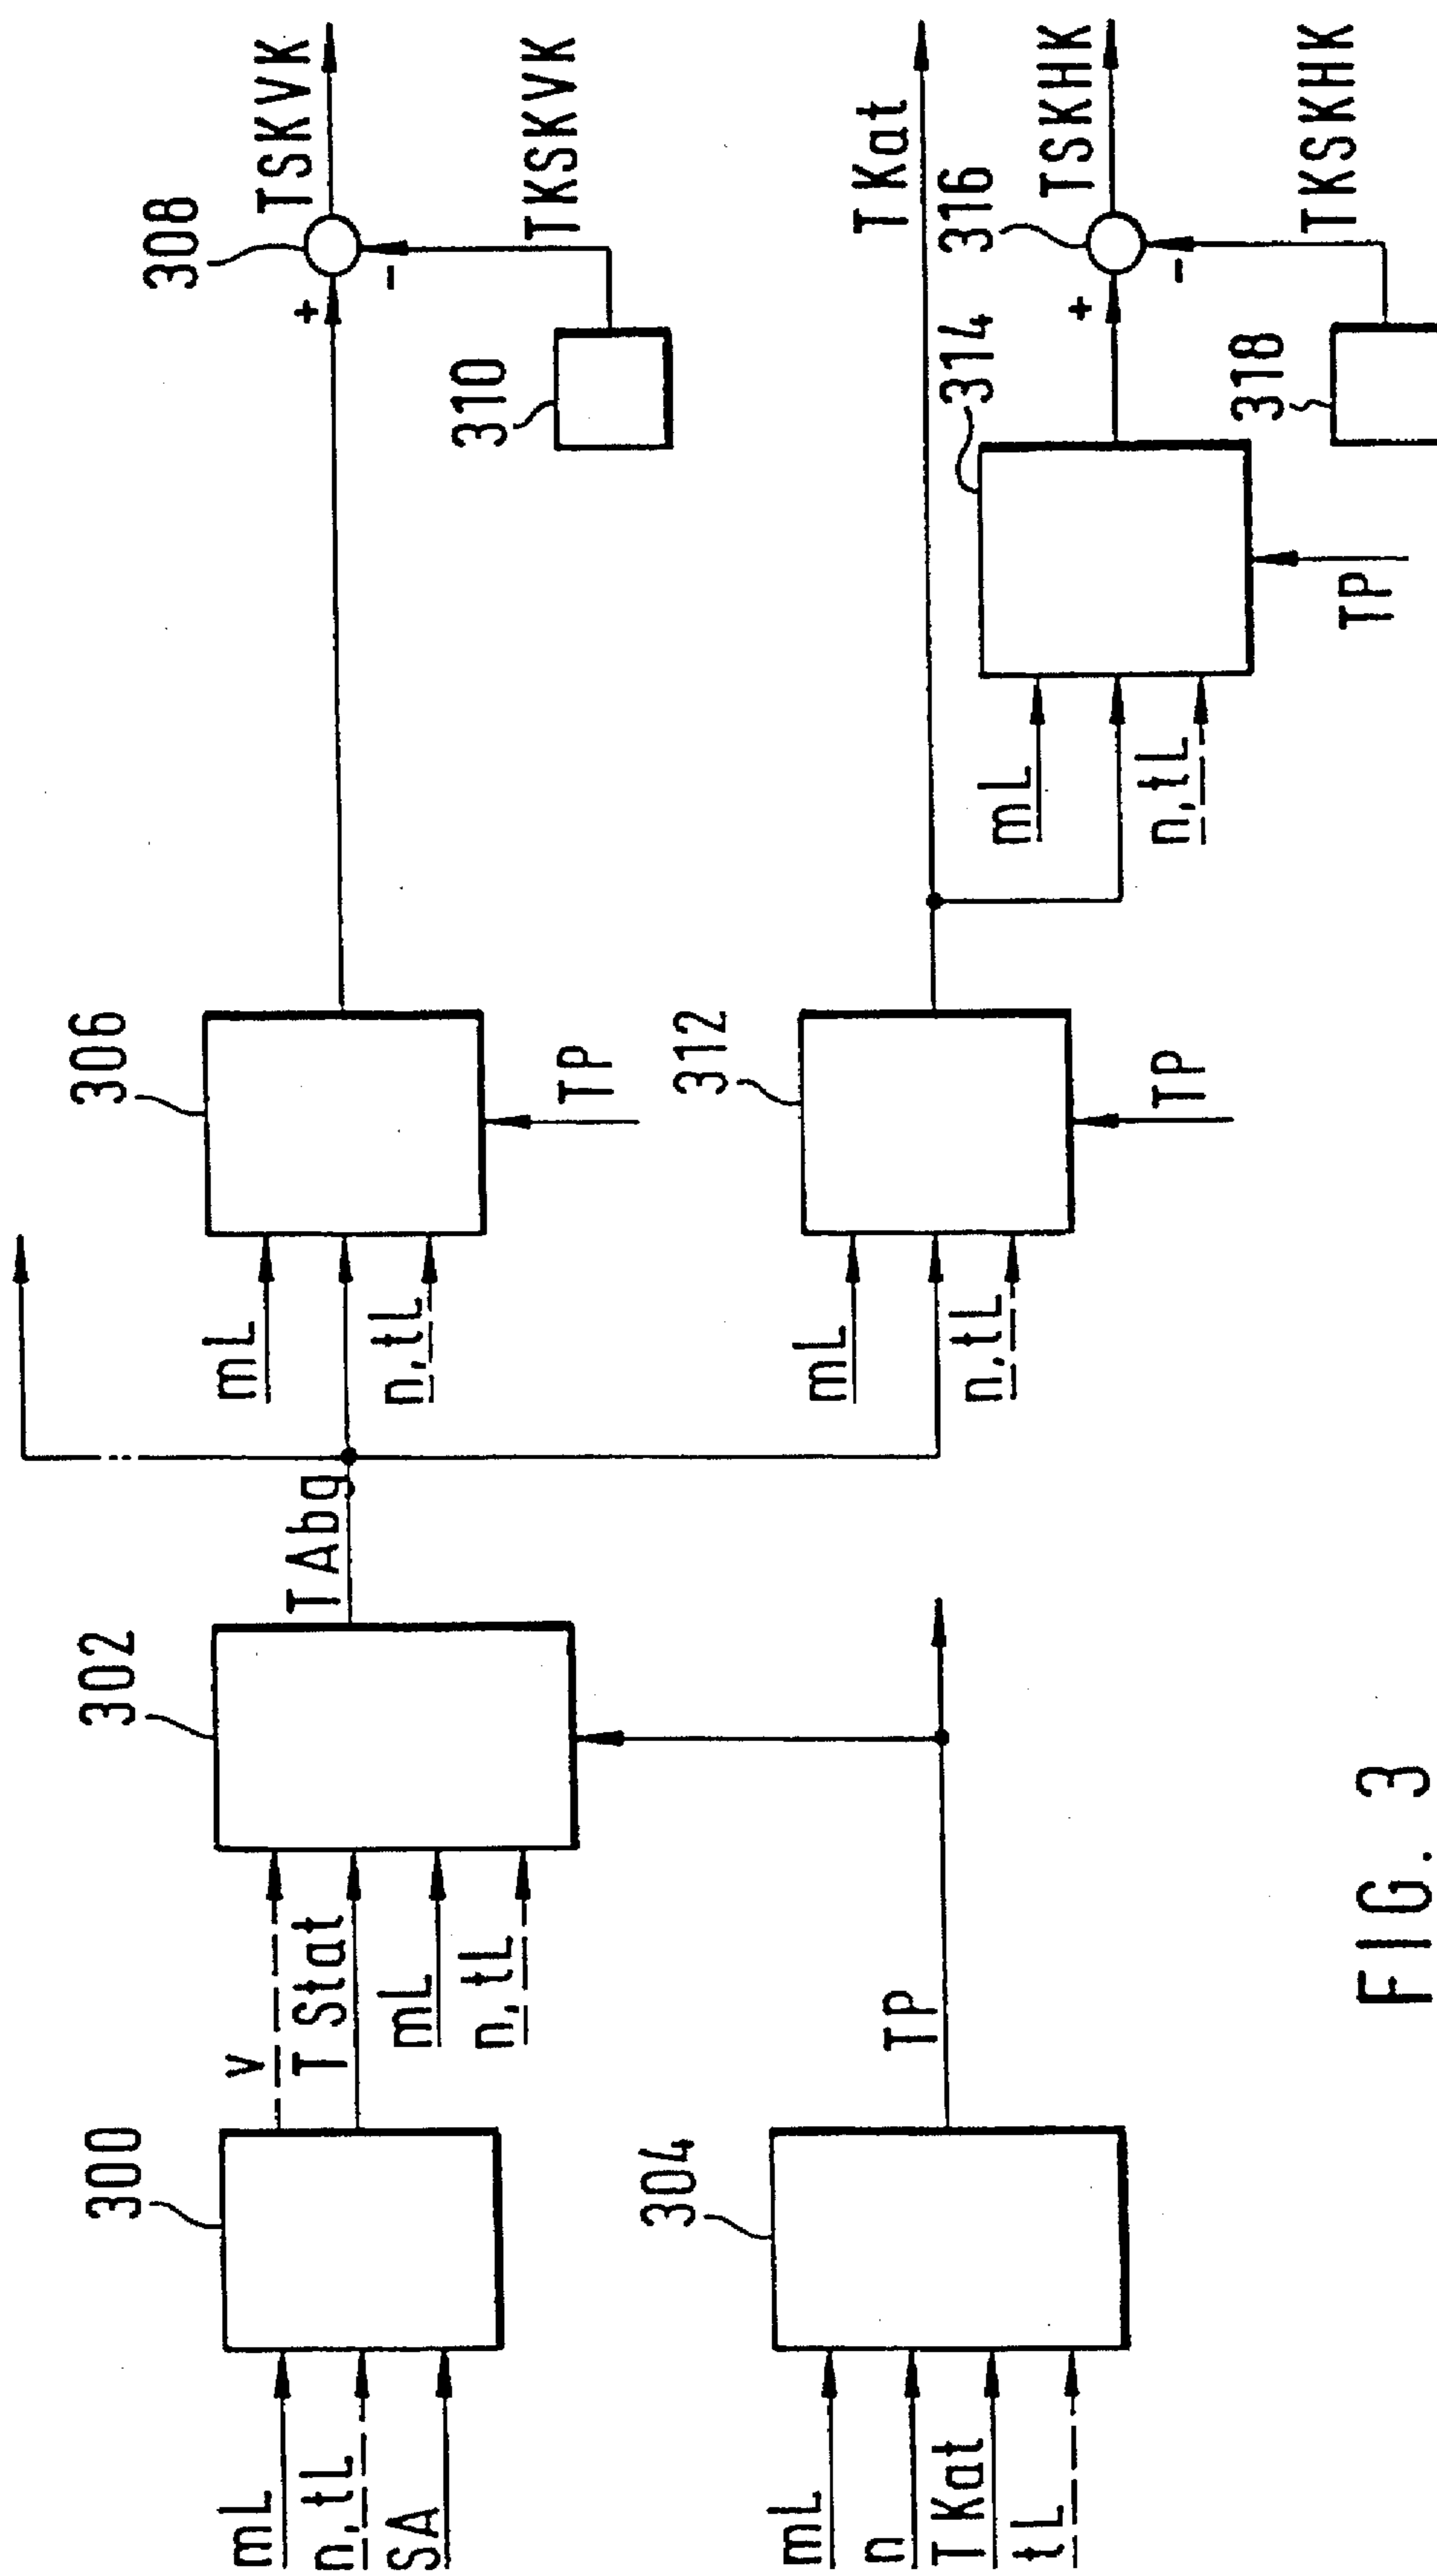 mL
n, tL
SA
300
v
T Stat
mL
n, tL
302
TAbg
mL
n, tL
306
TP
+
-
308
TSKVK
310
TKSKVK
mL
n
TKat
tL
304
TP
mL
n, tL
312
TP
TKat
mL
n, tL
314
TP
+
-
316
TSKHK
318
TKSKHK
FIG. 3